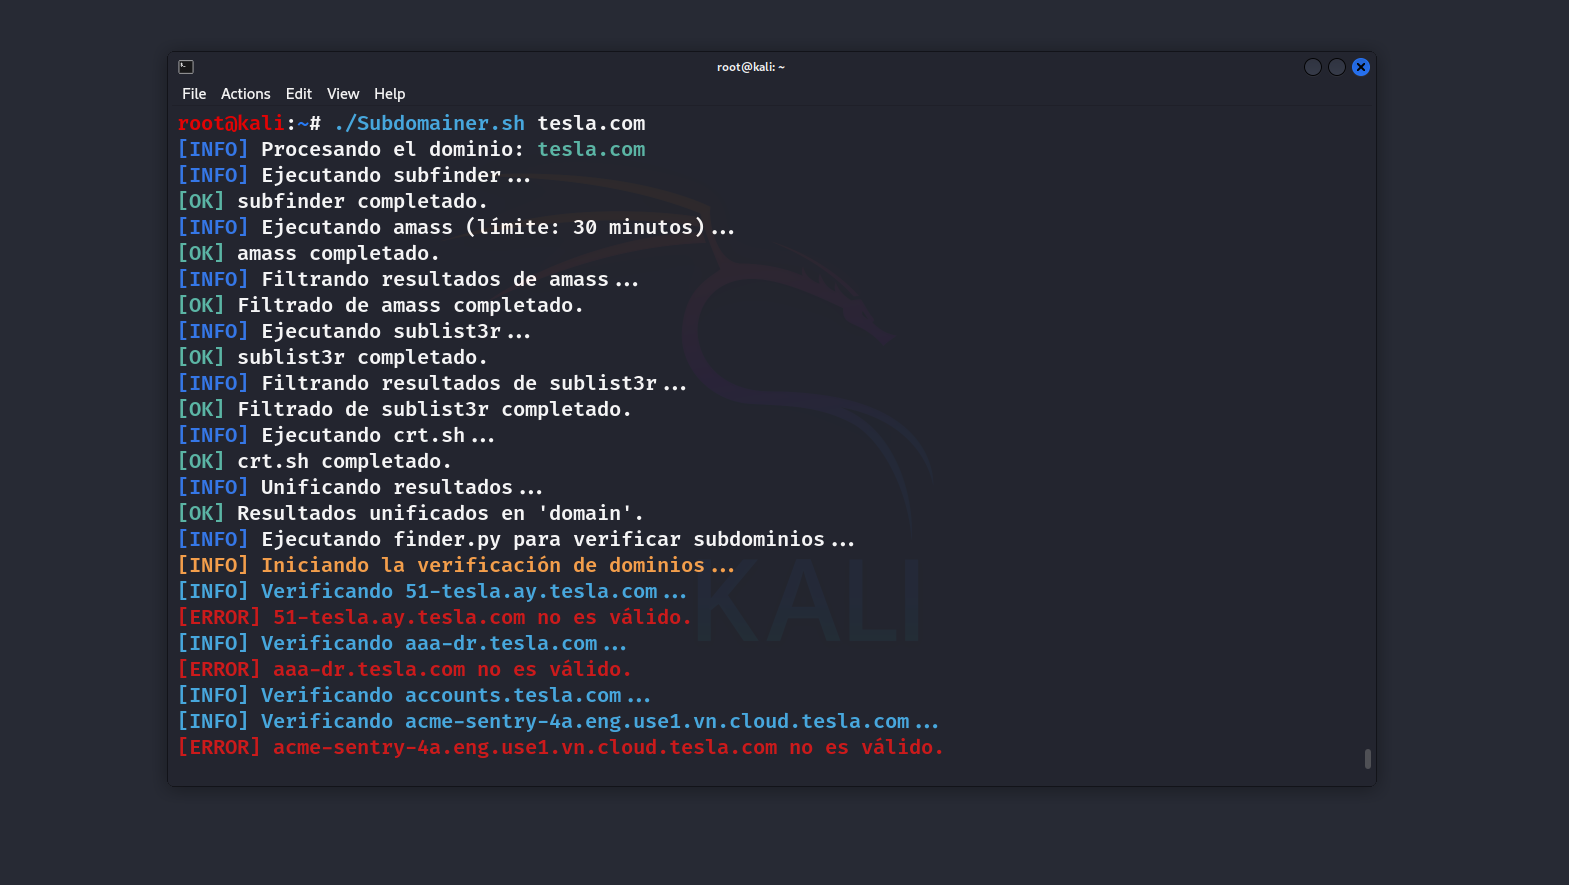 root@kali: ~
File Actions Edit View Help
root@kali:~# ./Subdomainer.sh tesla.com
[INFO] Procesando el dominio: tesla.com
[INFO] Ejecutando subfinder...
[OK] subfinder completado.
[INFO] Ejecutando amass (límite: 30 minutos)...
[OK] amass completado.
[INFO] Filtrando resultados de amass...
[OK] Filtrado de amass completado.
[INFO] Ejecutando sublist3r...
[OK] sublist3r completado.
[INFO] Filtrando resultados de sublist3r...
[OK] Filtrado de sublist3r completado.
[INFO] Ejecutando crt.sh...
[OK] crt.sh completado.
[INFO] Unificando resultados...
[OK] Resultados unificados en 'domain'.
[INFO] Ejecutando finder.py para verificar subdominios...
[INFO] Iniciando la verificación de dominios...
[INFO] Verificando 51-tesla.ay.tesla.com...
[ERROR] 51-tesla.ay.tesla.com no es válido.
[INFO] Verificando aaa-dr.tesla.com...
[ERROR] aaa-dr.tesla.com no es válido.
[INFO] Verificando accounts.tesla.com...
[INFO] Verificando acme-sentry-4a.eng.use1.vn.cloud.tesla.com...
[ERROR] acme-sentry-4a.eng.use1.vn.cloud.tesla.com no es válido.
KALI